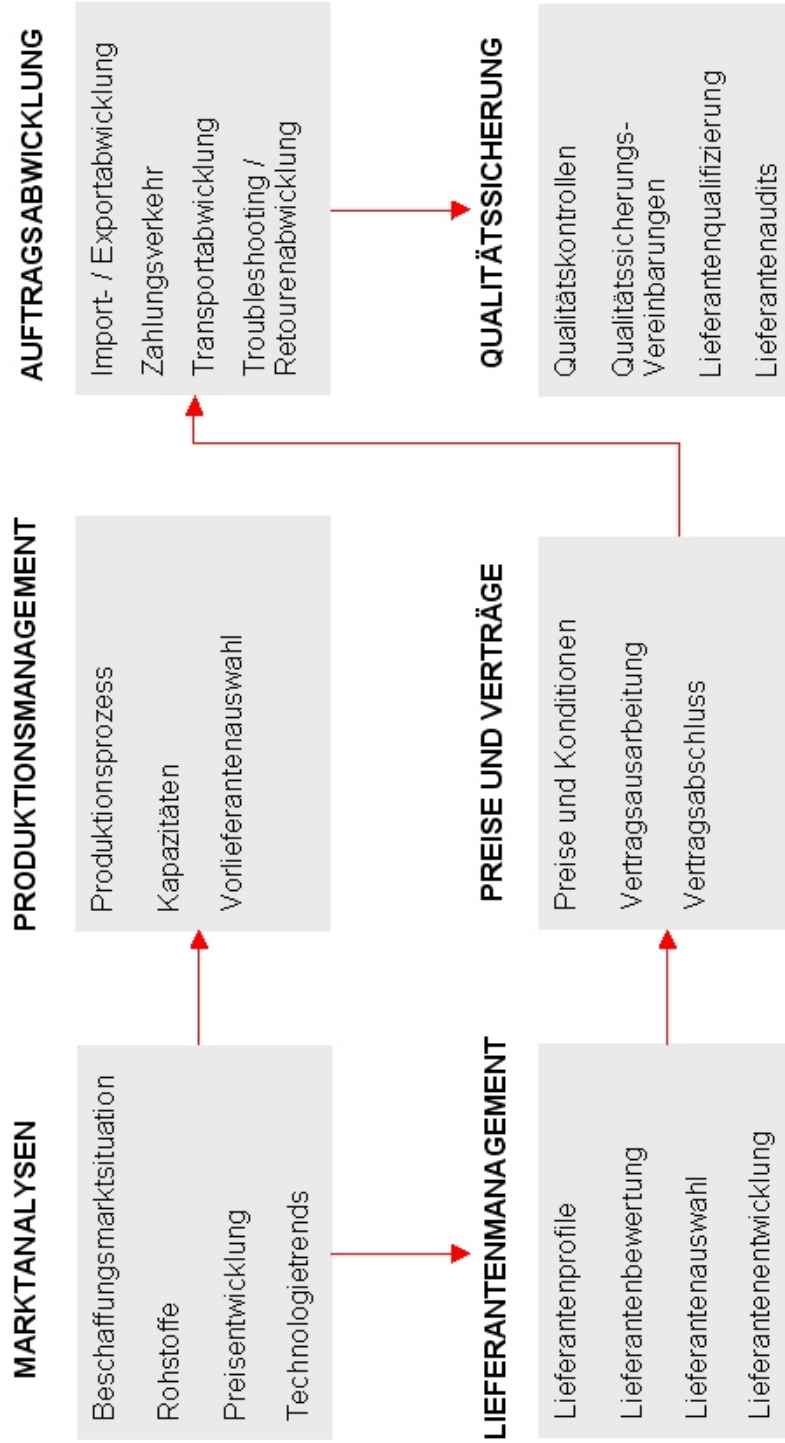 MARKTANALYSEN
Beschaffungsmarktsituation
Rohstoffe
Preisentwicklung
Technologietrends
PRODUKTIONSMANAGEMENT
Produktionsprozess
Kapazitäten
Vorlieferantenauswahl
AUFTRAGSABWICKLUNG
Import- / Exportabwicklung
Zahlungsverkehr
Transportabwicklung
Troubleshooting /
Retourenabwicklung
LIEFERANTENMANAGEMENT
Lieferantenprofile
Lieferantenbewertung
Lieferantenauswahl
Lieferantenentwicklung
PREISE UND VERTRÄGE
Preise und Konditionen
Vertragsausarbeitung
Vertragsabschluss
QUALITÄTSSICHERUNG
Qualitätskontrollen
Qualitätssicherungs-
Vereinbarungen
Lieferantenqualifizierung
Lieferantenaudits